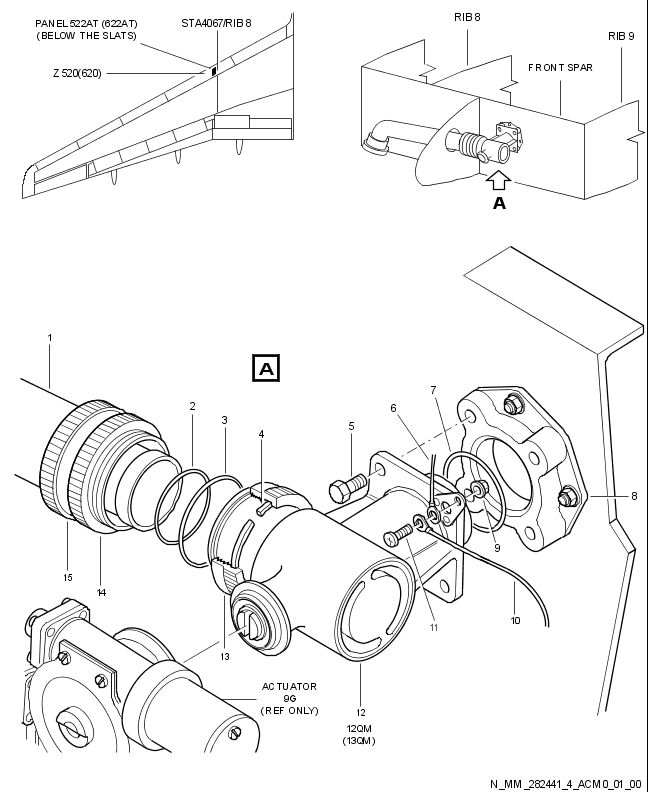 PANEL 522AT (622AT)
(BELOW THE SLATS)
STA4067/RIB 8
Z 520(620)
RIB 8
RIB 9
FRONT SPAR
A
A
1
2
3
4
5
6
7
8
9
10
11
12
12QM
(13QM)
13
14
15
ACTUATOR
9G
(REF ONLY)
N_MM_282441_4_ACM0_01_00